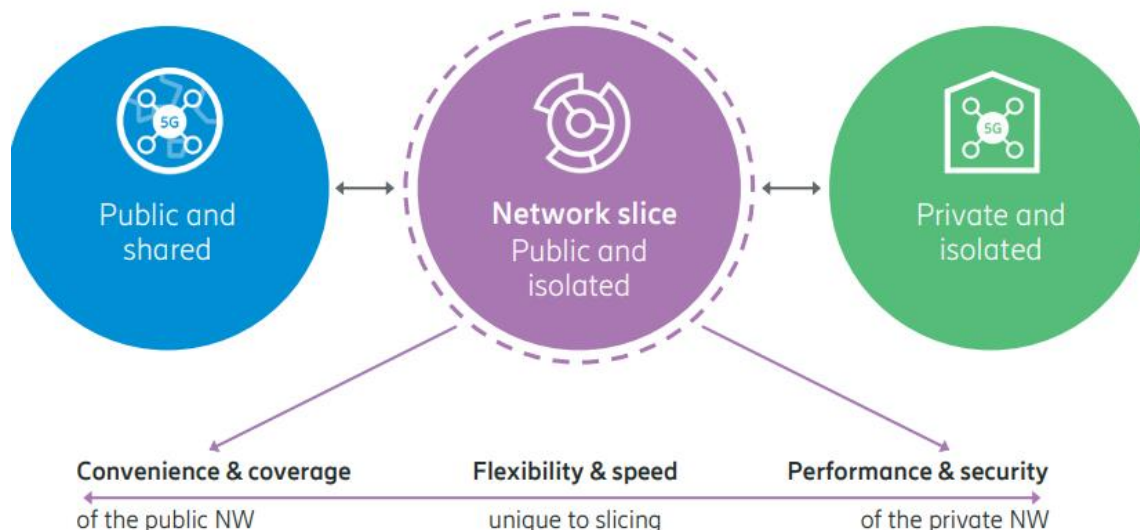 5G
Public and
shared
Network slice
Public and
isolated
5G
Private and
isolated
Convenience & coverage
of the public NW
Flexibility & speed
unique to slicing
Performance & security
of the private NW